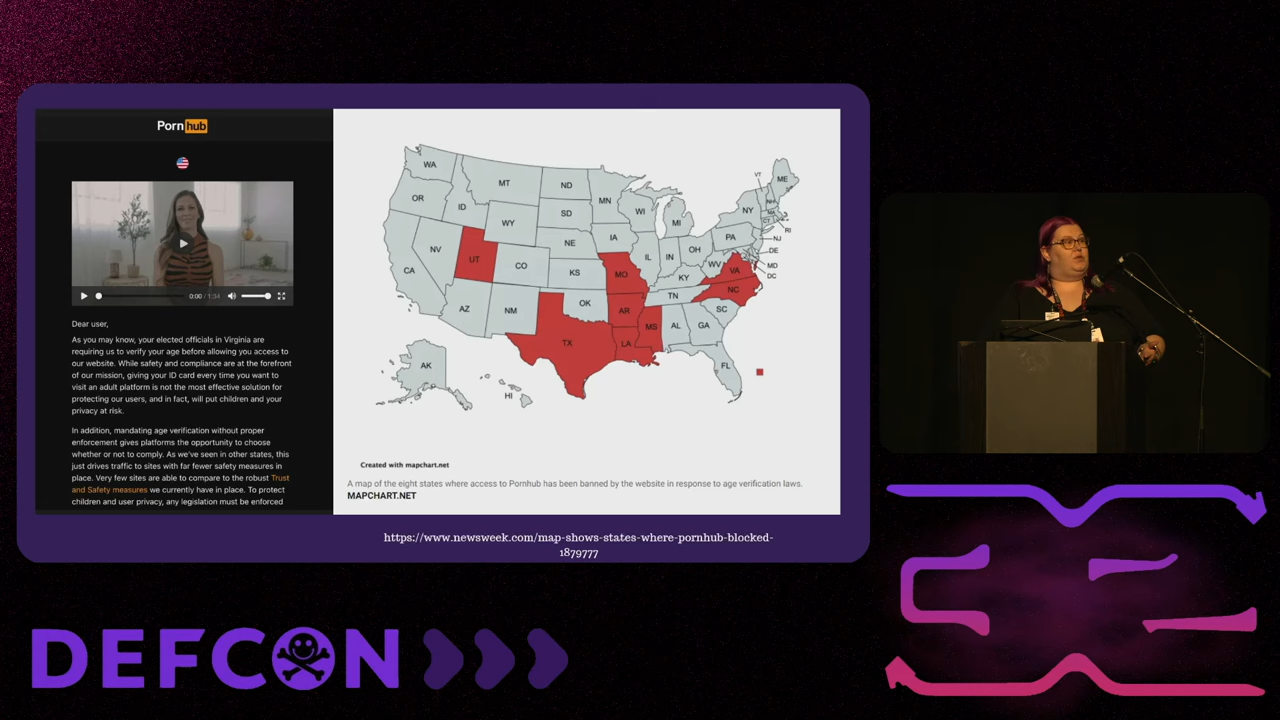 Pornhub
Dear user,
As you may know, your elected officials in Virginia are
requiring us to verify your age before allowing you access to
our website. While safety and compliance are at the forefront
of our mission, giving your ID card every time you want to
visit an adult platform is not the most effective solution for
protecting our users, and in fact, will put children and your
privacy at risk.
In addition, mandating age verification without proper
enforcement gives platforms the opportunity to choose
whether or not to comply. As we've seen in other states, this
just drives traffic to sites with far fewer safety measures in
place. Very few sites are able to compare to the robust Trust
and Safety measures we currently have in place. To protect
children and user privacy, any legislation must be enforced
0:00 / 1:34
WA
OR
CA
NV
ID
MT
WY
UT
AZ
CO
NM
ND
SD
NE
KS
OK
TX
MN
IA
MO
AR
LA
WI
IL
MI
IN
OH
KY
TN
MS
AL
GA
FL
SC
NC
VA
WV
PA
NY
VT
NH
MA
CT
ME
RI
NJ
DE
MD
DC
AK
HI
Created with mapchart.net
A map of the eight states where access to Pornhub has been banned by the website in response to age verification laws.
MAPCHART.NET
https://www.newsweek.com/map-shows-states-where-pornhub-blocked-
1879777
DEFCON